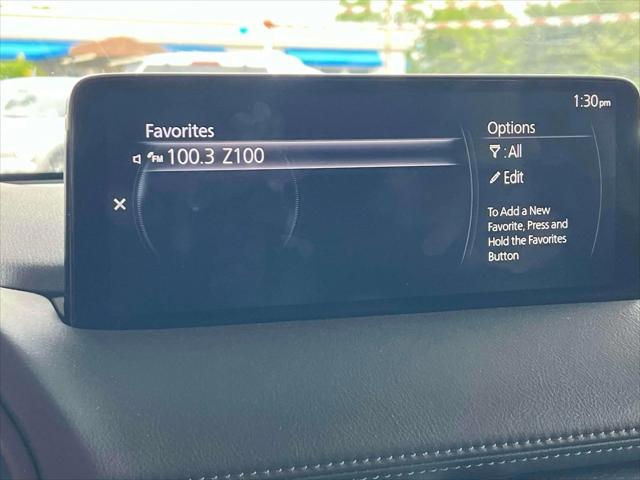 1:30pm
Favorites
FM 100.3 Z100
Options
: All
Edit
To Add a New
Favorite, Press and
Hold the Favorites
Button